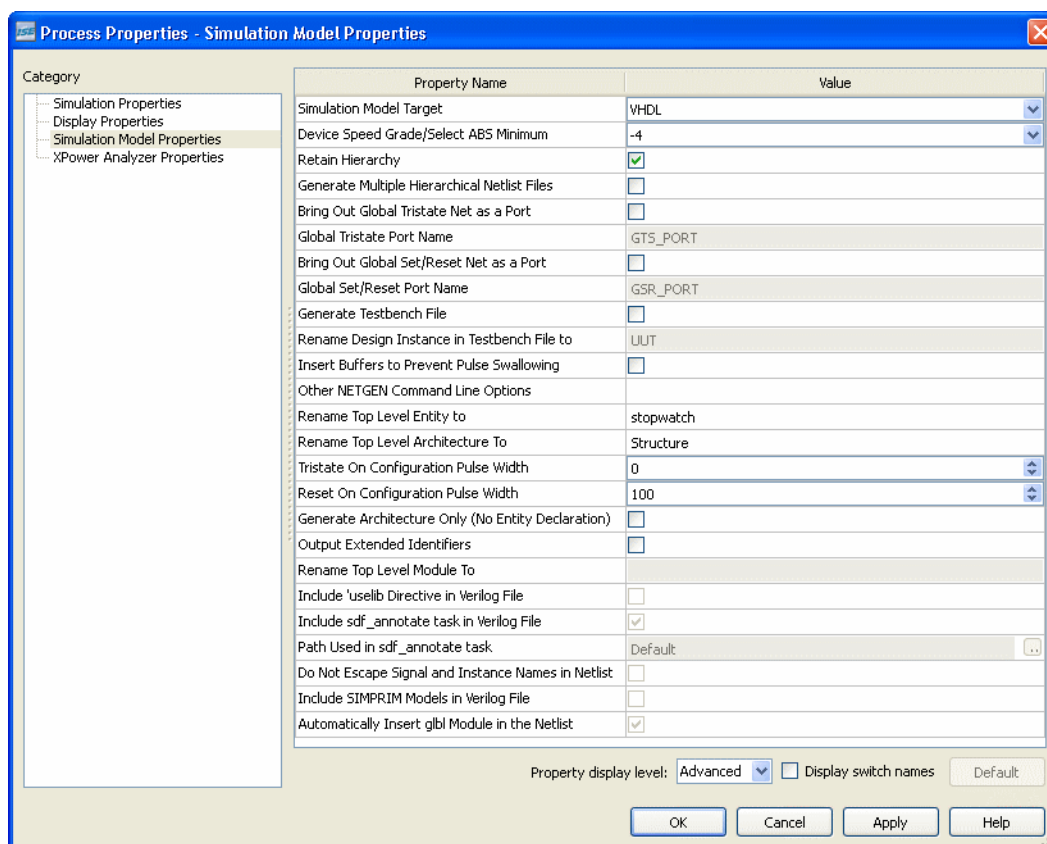 ISE Process Properties - Simulation Model Properties
Category
Simulation Properties
Display Properties
Simulation Model Properties
XPower Analyzer Properties
Property Name Value
Simulation Model Target VHDL
Device Speed Grade/Select ABS Minimum -4
Retain Hierarchy
Generate Multiple Hierarchical Netlist Files
Bring Out Global Tristate Net as a Port
Global Tristate Port Name GTS_PORT
Bring Out Global Set/Reset Net as a Port
Global Set/Reset Port Name GSR_PORT
Generate Testbench File
Rename Design Instance in Testbench File to UUT
Insert Buffers to Prevent Pulse Swallowing
Other NETGEN Command Line Options
Rename Top Level Entity to stopwatch
Rename Top Level Architecture To Structure
Tristate On Configuration Pulse Width 0
Reset On Configuration Pulse Width 100
Generate Architecture Only (No Entity Declaration)
Output Extended Identifiers
Rename Top Level Module To
Include 'uselib Directive in Verilog File
Include sdf_annotate task in Verilog File
Path Used in sdf_annotate task Default ..
Do Not Escape Signal and Instance Names in Netlist
Include SIMPRIM Models in Verilog File
Automatically Insert glbl Module in the Netlist
Property display level: Advanced Display switch names Default
OK Cancel Apply Help